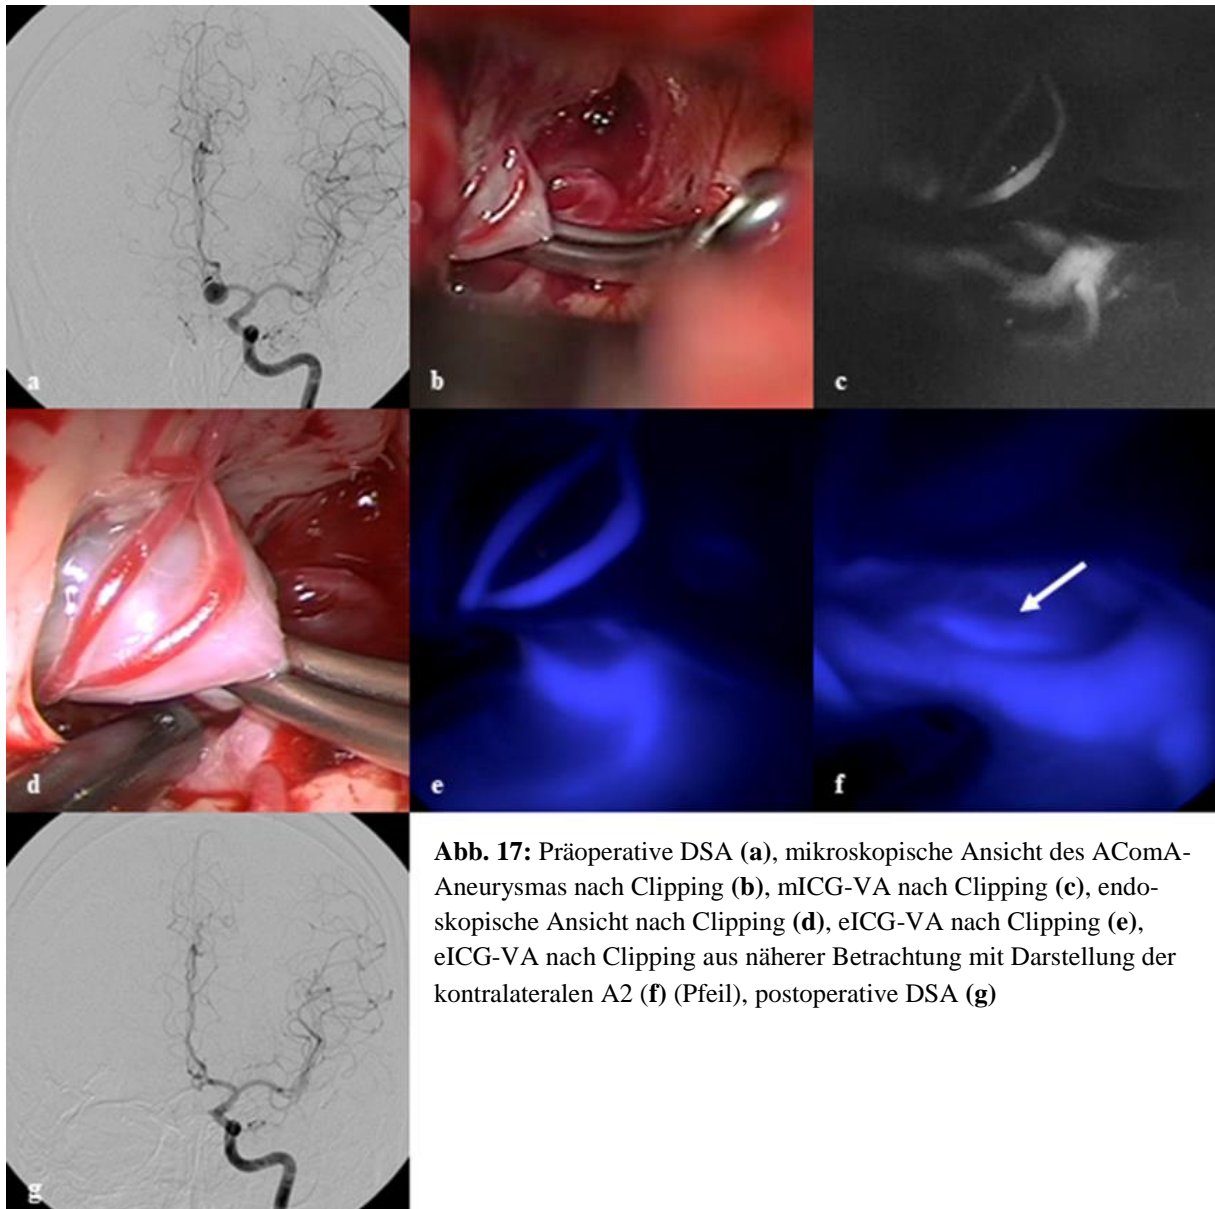 a
b
c
d
e
f
Abb. 17: Präoperative DSA (a), mikroskopische Ansicht des AComA-
Aneurysmas nach Clipping (b), mICG-VA nach Clipping (c), endo-
skopische Ansicht nach Clipping (d), eICG-VA nach Clipping (e),
eICG-VA nach Clipping aus näherer Betrachtung mit Darstellung der
kontralateralen A2 (f) (Pfeil), postoperative DSA (g)
g